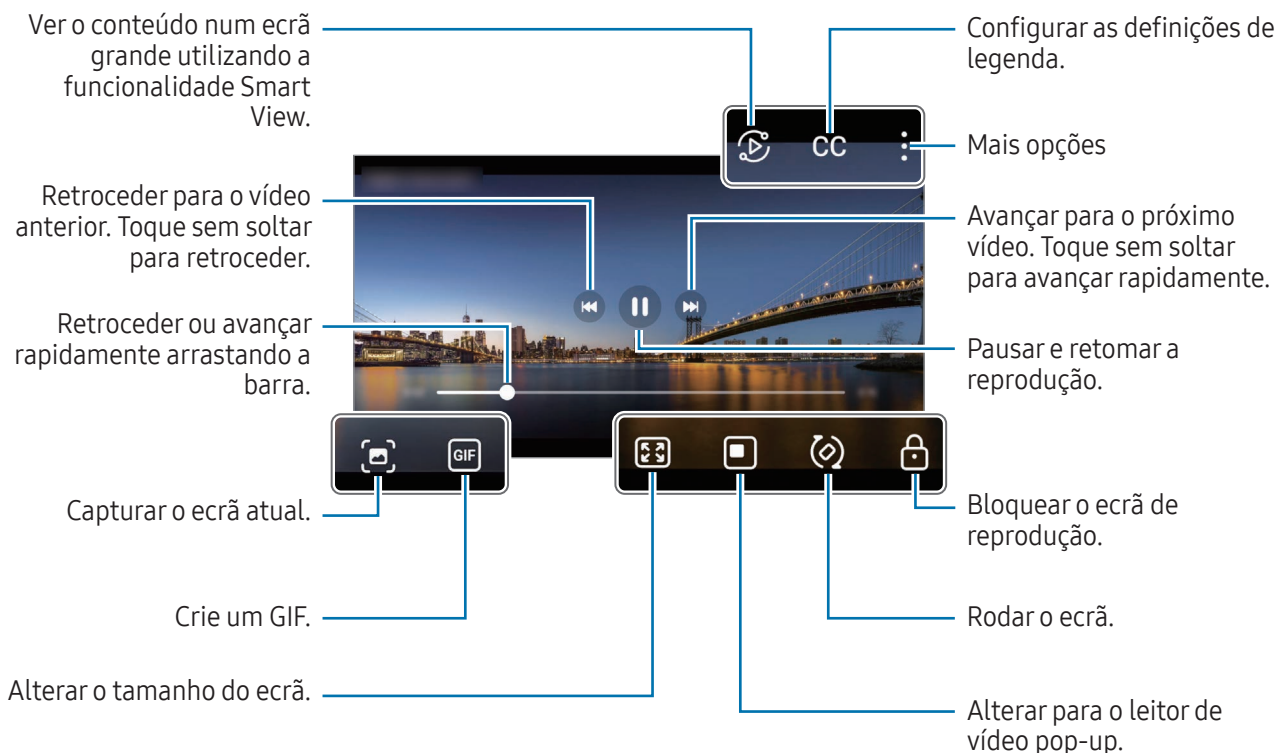 Ver o conteúdo num ecrã
grande utilizando a
funcionalidade Smart
View.
Configurar as definições de
legenda.
CC
Mais opções
Retroceder para o vídeo
anterior. Toque sem soltar
para retroceder.
Avançar para o próximo
vídeo. Toque sem soltar
para avançar rapidamente.
Retroceder ou avançar
rapidamente arrastando a
barra.
Pausar e retomar a
reprodução.
GIF
Capturar o ecrã atual.
Bloquear o ecrã de
reprodução.
Crie um GIF.
Rodar o ecrã.
Alterar o tamanho do ecrã.
Alterar para o leitor de
vídeo pop-up.